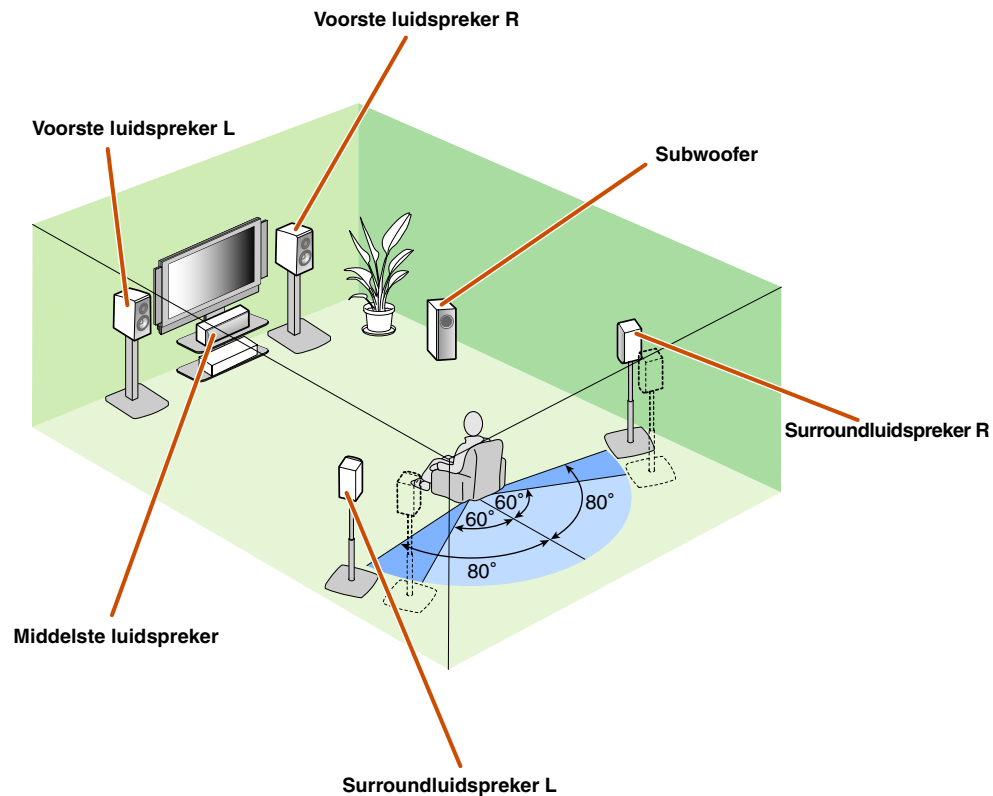 Voorste luidspreker R
Voorste luidspreker L
Subwoofer
Surroundluidspreker R
60˚
60˚
80˚
80˚
Middelste luidspreker
Surroundluidspreker L